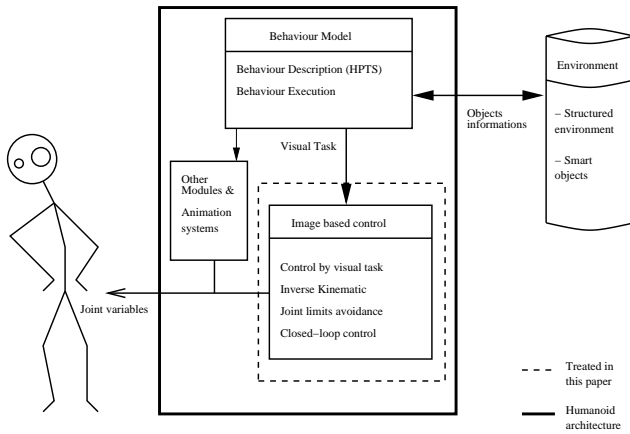 Behaviour Model
Behaviour Description (HPTS)
Behaviour Execution
Environment
– Structured
environment
– Smart
objects
Objects
informations
Visual Task
Other
Modules &
Animation
systems
Image based control
Control by visual task
Inverse Kinematic
Joint limits avoidance
Closed–loop control
Joint variables
Treated in
this paper
Humanoid
architecture